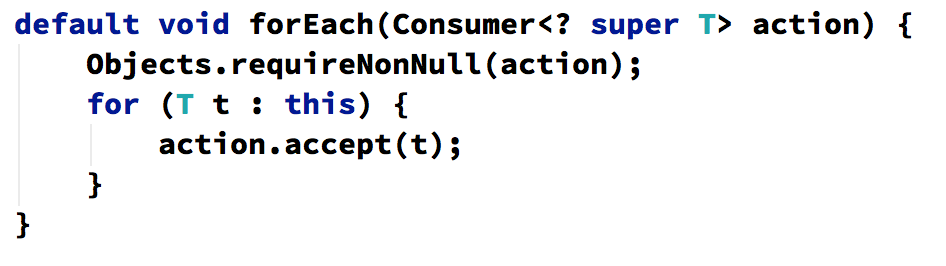 default void forEach(Consumer<? super T> action) {
    Objects.requireNonNull(action);
    for (T t : this) {
        action.accept(t);
    }
}